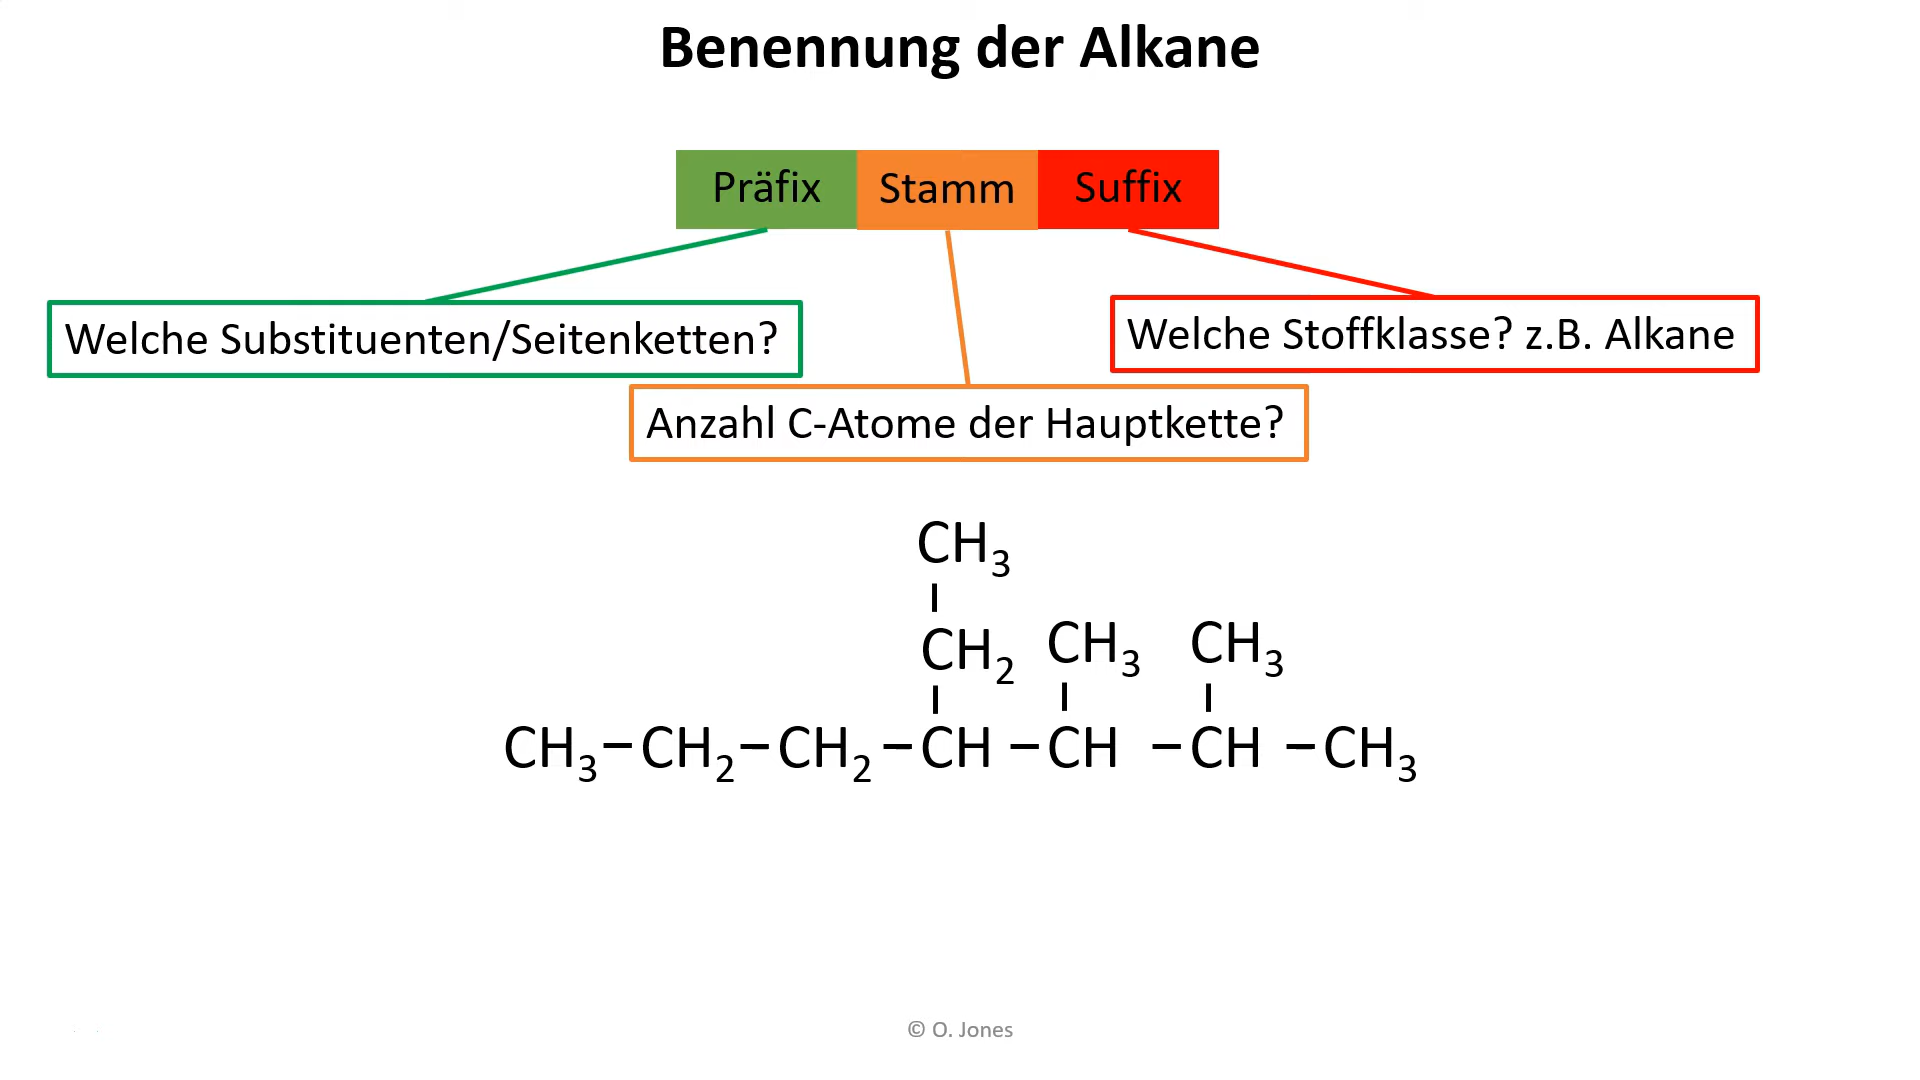 Benennung der Alkane
Präfix Stamm Suffix
Welche Substituenten/Seitenketten?
Welche Stoffklasse? z.B. Alkane
Anzahl C-Atome der Hauptkette?
CH₃
CH₂ CH₃ CH₃
CH₃–CH₂–CH₂–CH–CH–CH–CH₃
© O. Jones